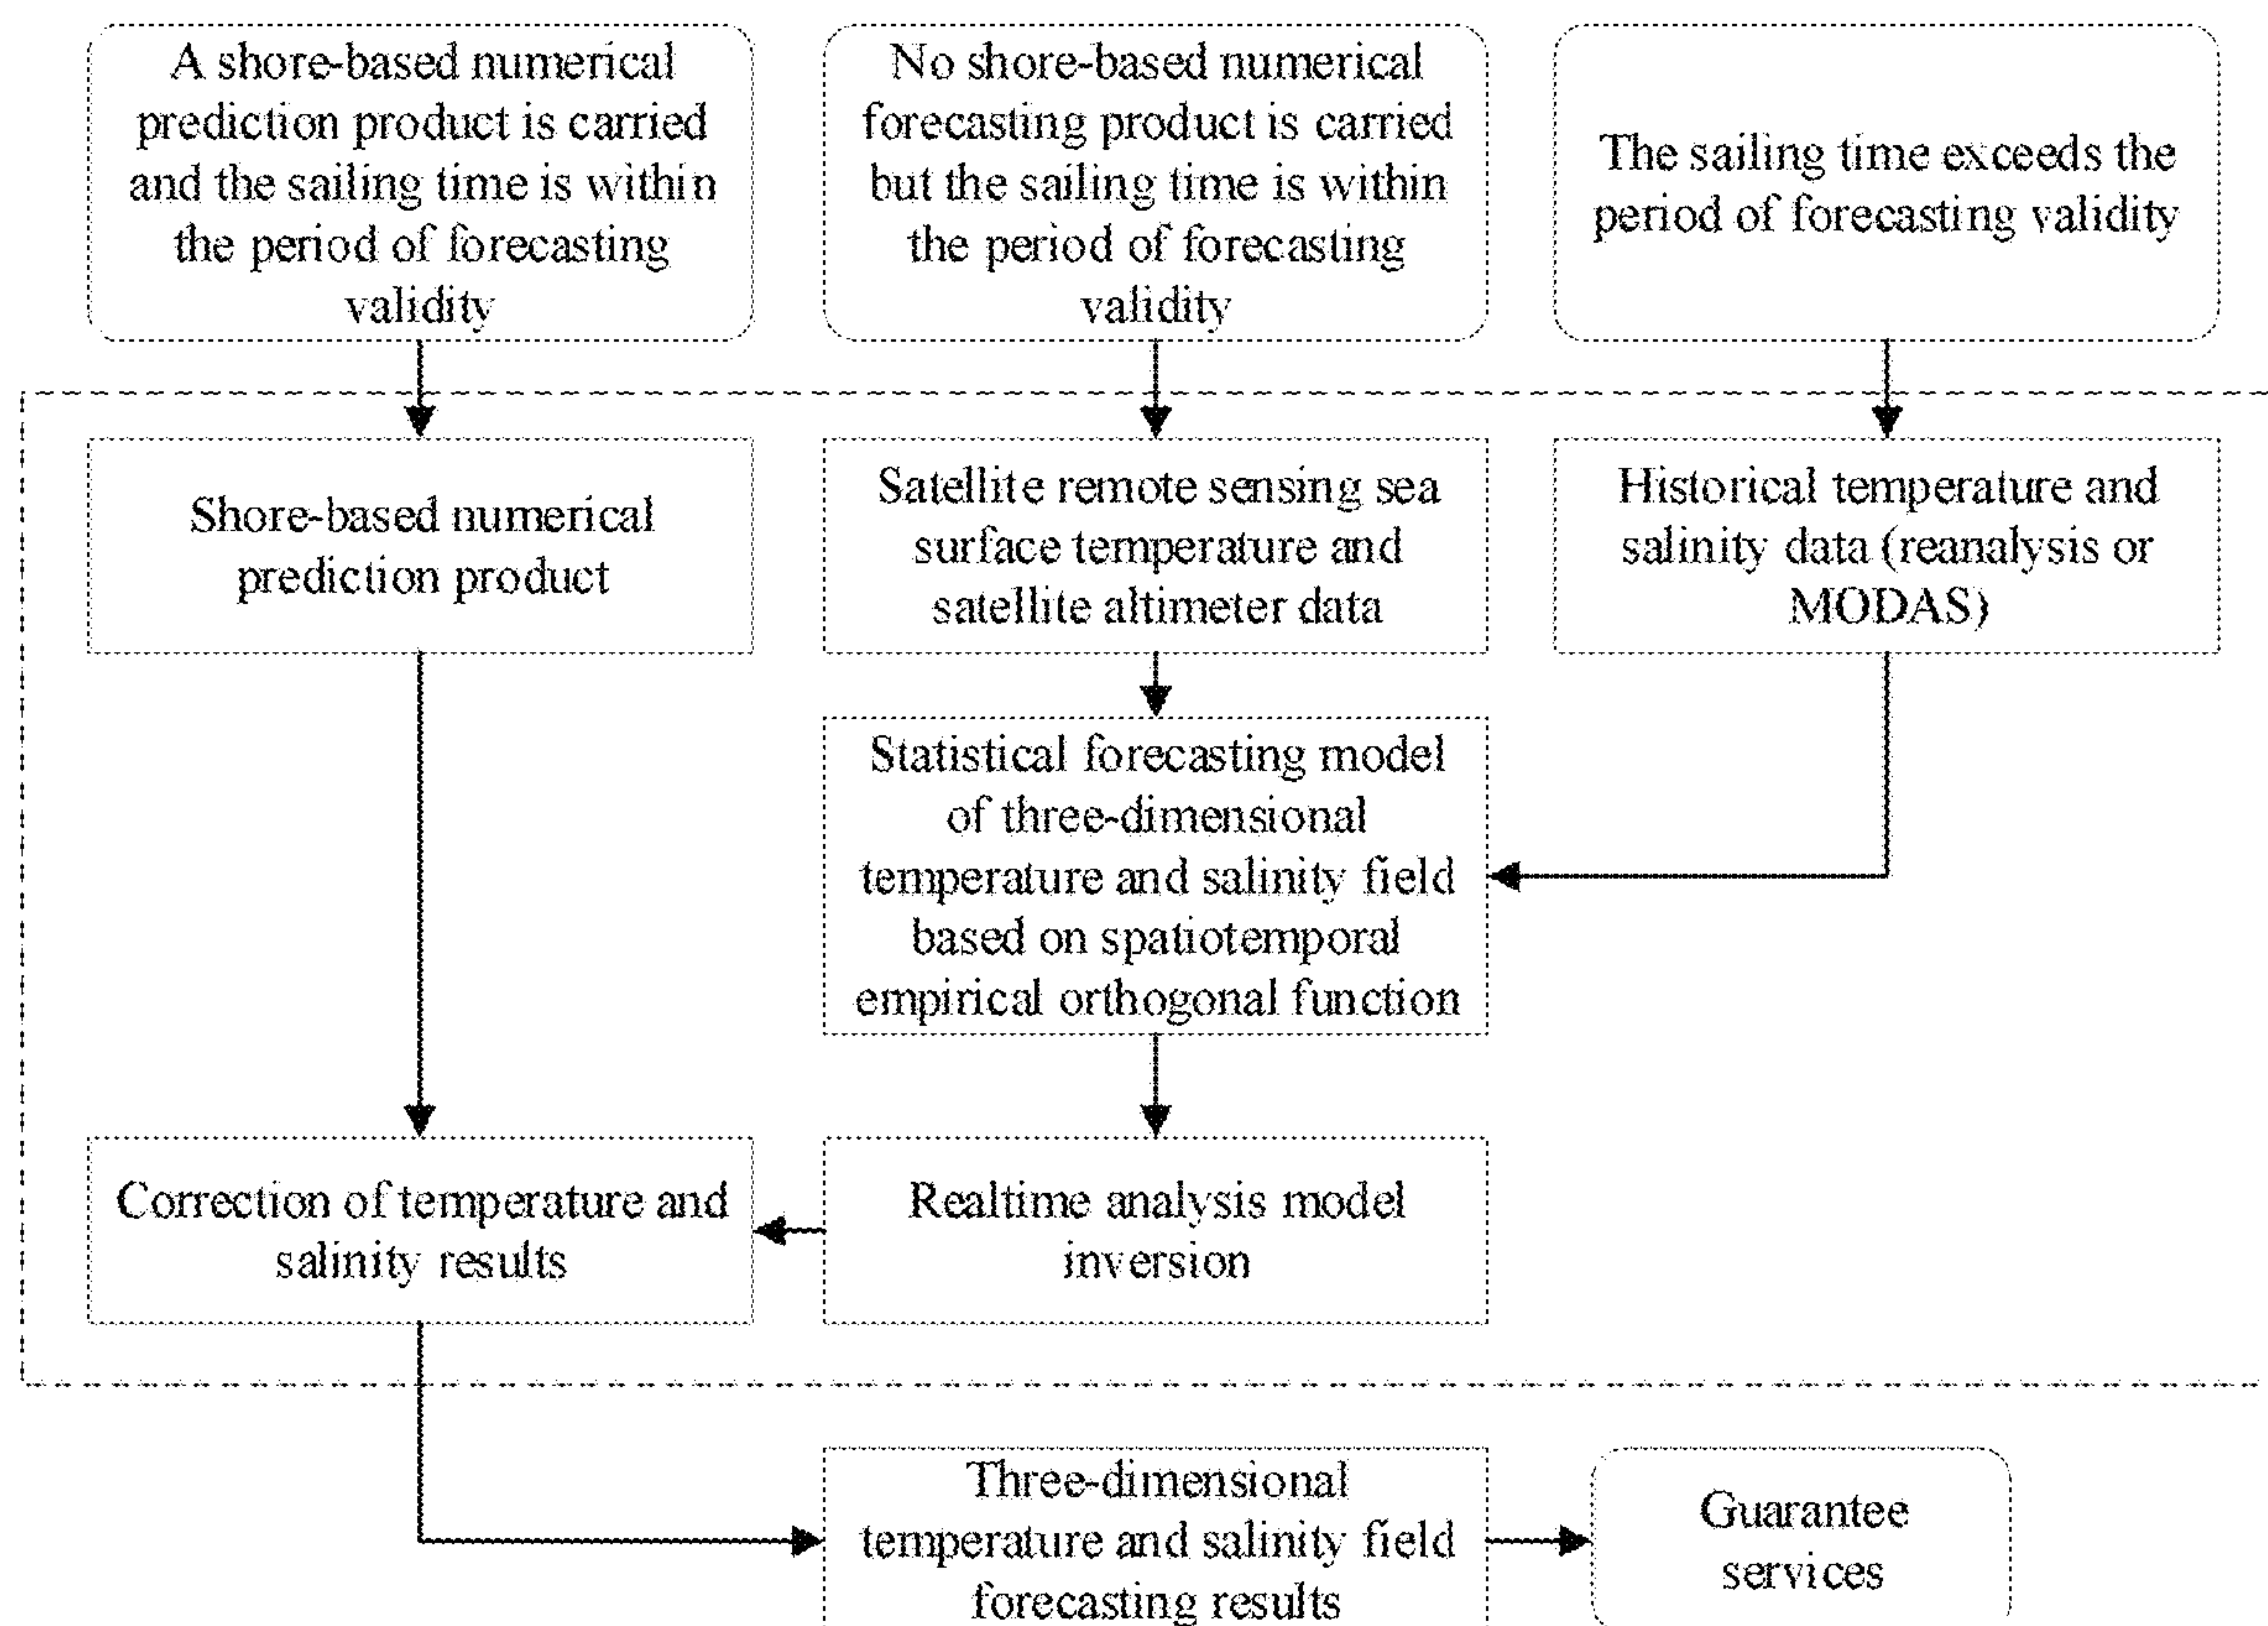 A shore-based numerical
prediction product is carried
and the sailing time is within
the period of forecasting
validity
No shore-based numerical
forecasting product is carried
but the sailing time is within
the period of forecasting
validity
The sailing time exceeds the
period of forecasting validity
Shore-based numerical
prediction product
Satellite remote sensing sea
surface temperature and
satellite altimeter data
Historical temperature and
salinity data (reanalysis or
MODAS)
Statistical forecasting model
of three-dimensional
temperature and salinity field
based on spatiotemporal
empirical orthogonal function
Correction of temperature and
salinity results
Realtime analysis model
inversion
Three-dimensional
temperature and salinity field
forecasting results
Guarantee
services